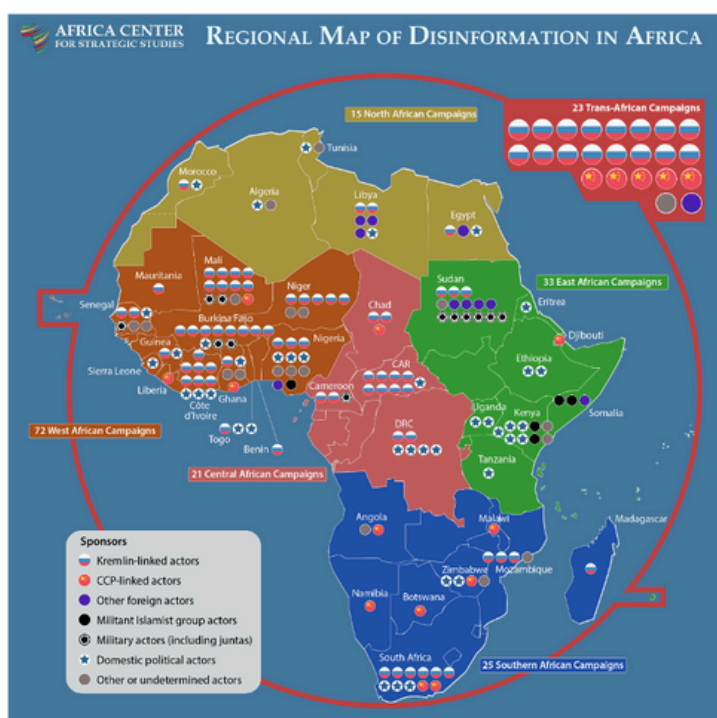 AFRICA CENTER
FOR STRATEGIC STUDIES
REGIONAL MAP OF DISINFORMATION IN AFRICA
23 Trans-African Campaigns
15 North African Campaigns
Tunisia
Morocco
Algeria
Libya
Egypt
Mauritania
Mali
Niger
Chad
Sudan
33 East African Campaigns
Eritrea
Senegal
Burkina Faso
Djibouti
Guinea
Nigeria
Ethiopia
Sierra Leone
CAR
Liberia
Ghana
Cameroon
Côte
d'Ivoire
Somalia
Uganda
Kenya
72 West African Campaigns
Togo
DRC
Benin
Tanzania
21 Central African Campaigns
Angola
Malawi
Madagascar
Zimbabwe
Mozambique
Namibia
Botswana
South Africa
25 Southern African Campaigns
Sponsors
Kremlin-linked actors
CCP-linked actors
Other foreign actors
Militant Islamist group actors
Military actors (including juntas)
Domestic political actors
Other or undetermined actors